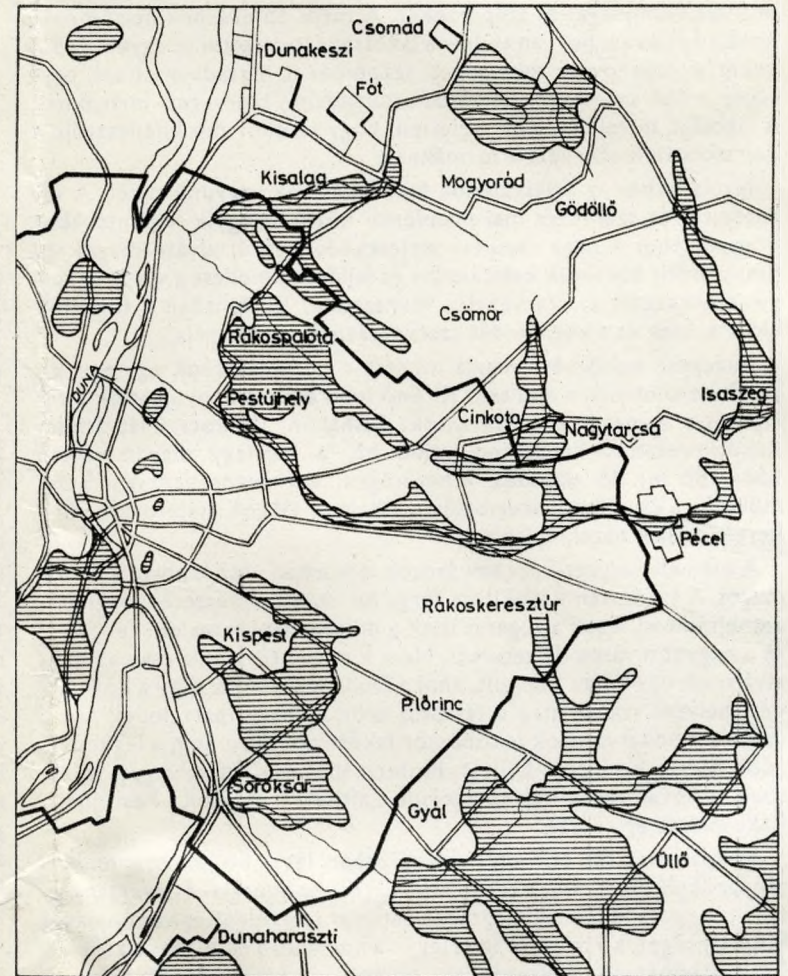 Csomád
Dunakeszi
Fót
Kisalag
Mogyoród
Gödöllő
Csömör
DUNA
Rákospalota
Pestújhely
Isaszeg
Cinkota
Nagytarcsa
Pécel
Rákoskeresztúr
Kispest
P.lőrinc
Soroksár
Gyál
Üllő
Dunaharaszti